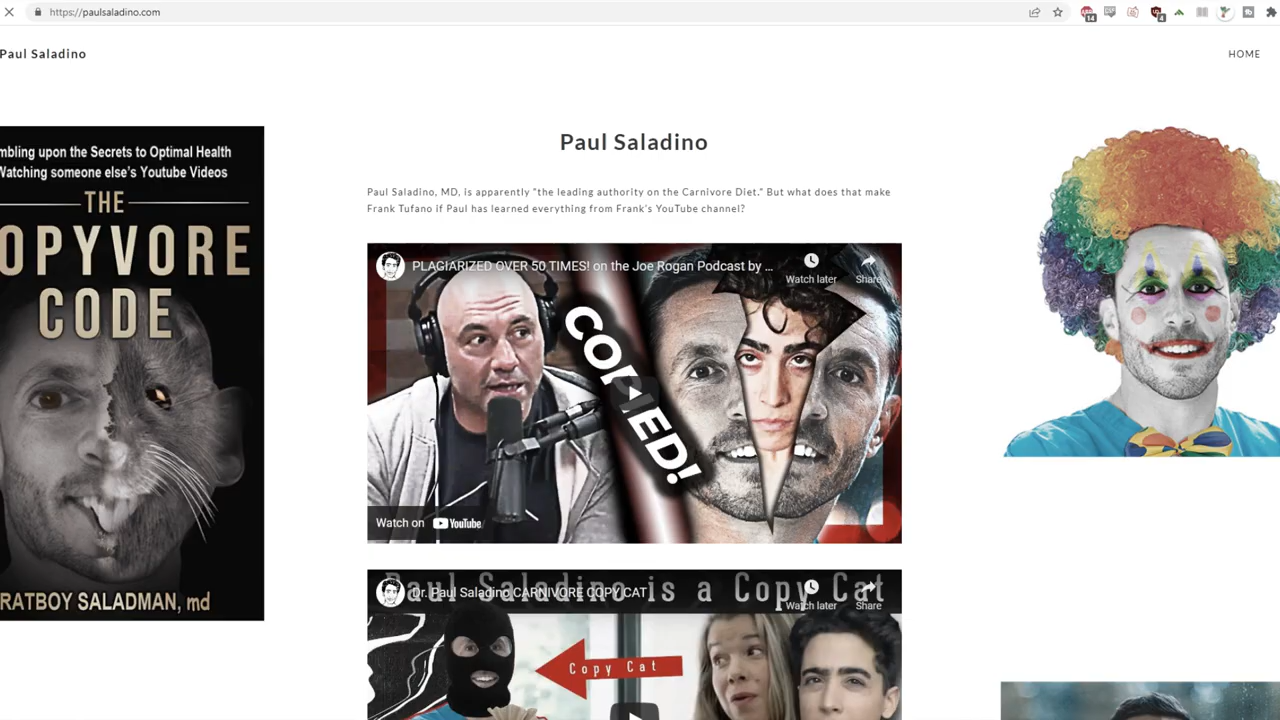 https://paulsaladino.com
14
4
Paul Saladino
HOME
mbling upon the Secrets to Optimal Health
Watching someone else's Youtube Videos
THE
OPYVORE
CODE
RATBOY SALADMAN, md
Paul Saladino
Paul Saladino, MD, is apparently “the leading authority on the Carnivore Diet.” But what does that make
Frank Tufano if Paul has learned everything from Frank's YouTube channel?
PLAGIARIZED OVER 50 TIMES! on the Joe Rogan Podcast by ...
Watch later
Share
COPIED!
Watch on YouTube
Paul Saladino is a Copy Cat
Dr. Paul Saladino CARNIVORE COPY CAT
Watch later
Share
Copy Cat